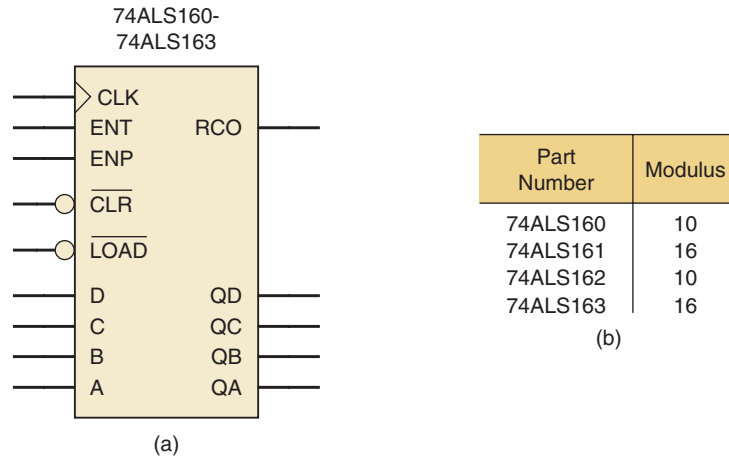 74ALS160-
74ALS163
CLK
ENT RCO
ENP
CLR
LOAD
D QD
C QC
B QB
A QA
(a)
Part
Number Modulus
74ALS160 10
74ALS161 16
74ALS162 10
74ALS163 16
(b)